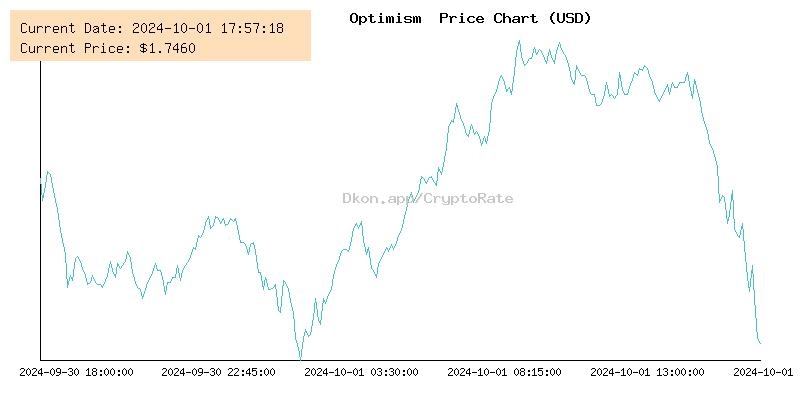 Optimism  Price Chart (USD)
Current Date: 2024-10-01 17:57:18
Current Price: $1.7460
Dkon.app/CryptoRate
2024-09-30 18:00:00 2024-09-30 22:45:00 2024-10-01 03:30:00 2024-10-01 08:15:00 2024-10-01 13:00:00 2024-10-01